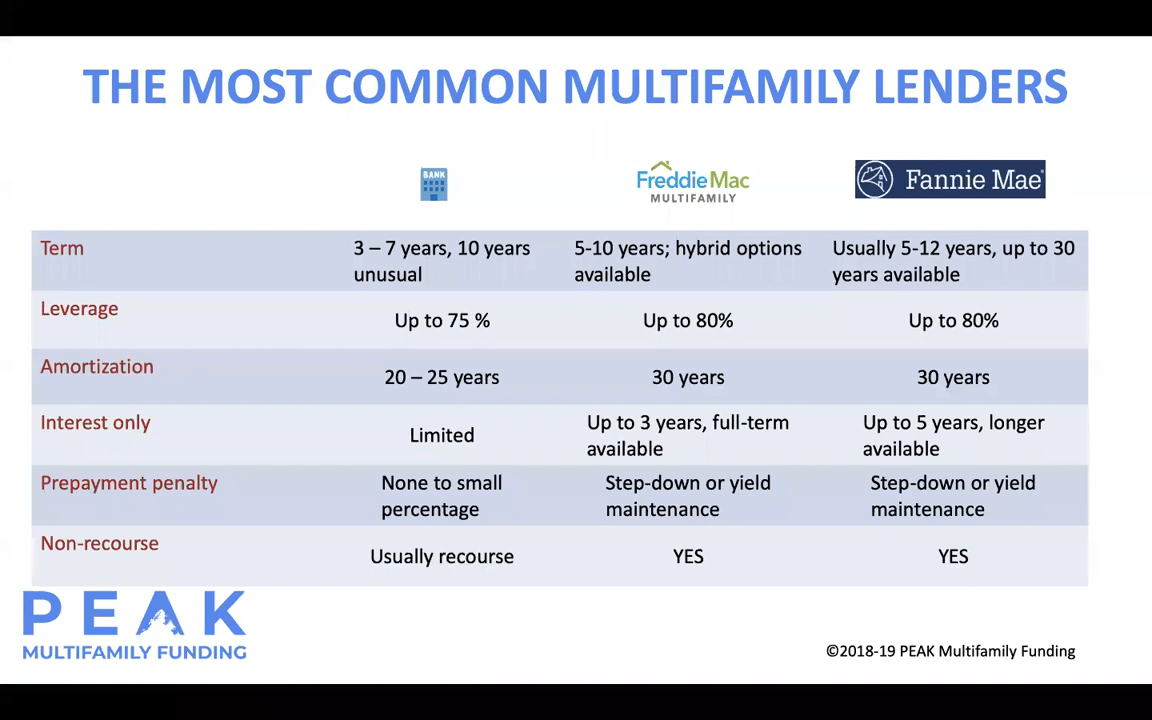 THE MOST COMMON MULTIFAMILY LENDERS
BANK
FreddieMac
MULTIFAMILY
Fannie Mae®
Term
3 – 7 years, 10 years
unusual
5-10 years; hybrid options
available
Usually 5-12 years, up to 30
years available
Leverage
Up to 75 %
Up to 80%
Up to 80%
Amortization
20 – 25 years
30 years
30 years
Interest only
Limited
Up to 3 years, full-term
available
Up to 5 years, longer
available
Prepayment penalty
None to small
percentage
Step-down or yield
maintenance
Step-down or yield
maintenance
Non-recourse
Usually recourse
YES
YES
PEAK
MULTIFAMILY FUNDING
©2018-19 PEAK Multifamily Funding